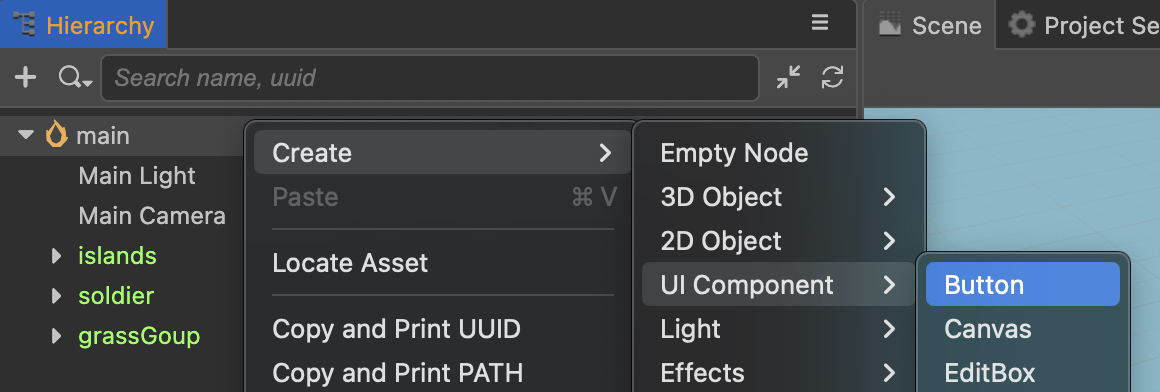 Hierarchy
Scene
Project Se
Search name, uuid
main
Main Light
Main Camera
islands
soldier
grassGoup
Create
Paste ⌘ V
Locate Asset
Copy and Print UUID
Copy and Print PATH
Empty Node
3D Object
2D Object
UI Component
Light
Effects
Button
Canvas
EditBox